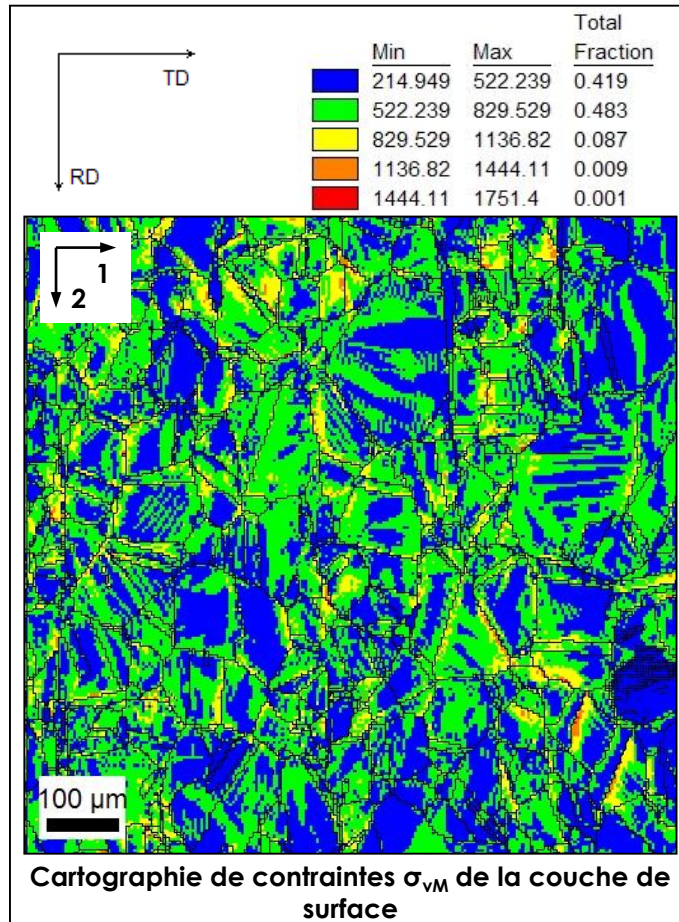 TD
RD
Total
Min Max Fraction
214.949 522.239 0.419
522.239 829.529 0.483
829.529 1136.82 0.087
1136.82 1444.11 0.009
1444.11 1751.4 0.001
1
2
100 µm
Cartographie de contraintes σvM de la couche de
surface